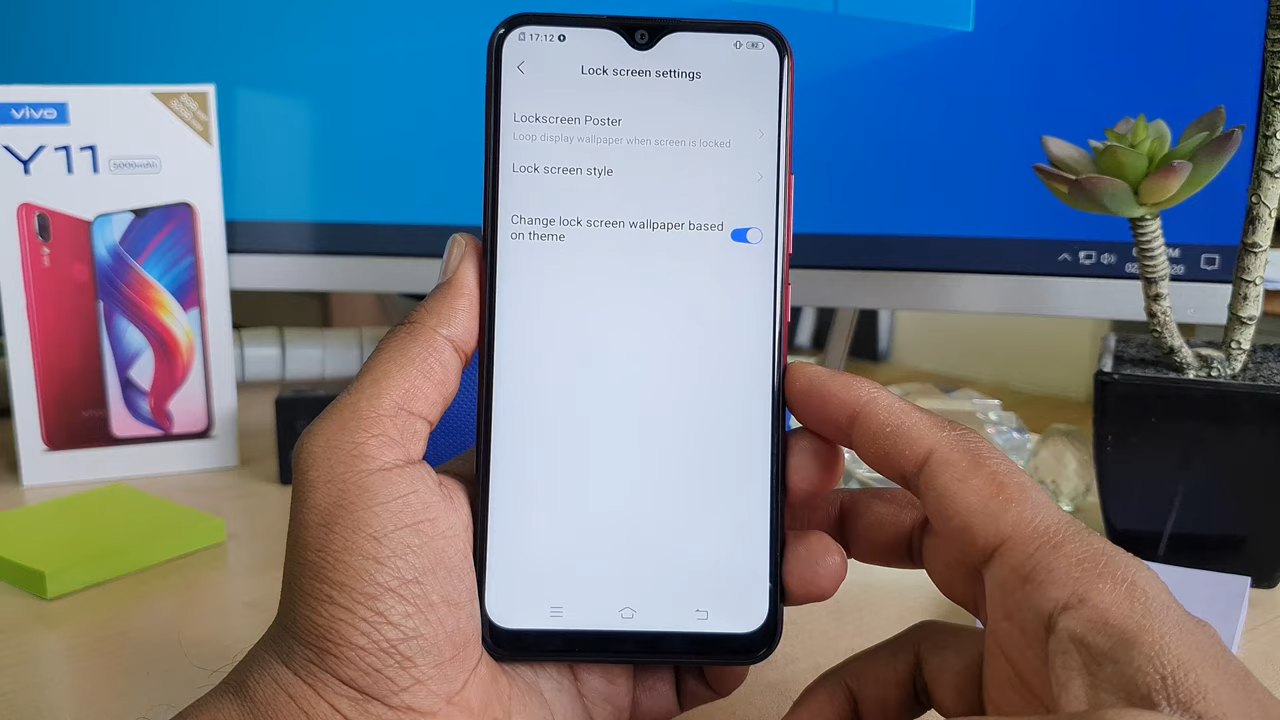 vivo
Y11
5000mAh
17:12
82
Lock screen settings
Lockscreen Poster
Loop display wallpaper when screen is locked
Lock screen style
Change lock screen wallpaper based
on theme